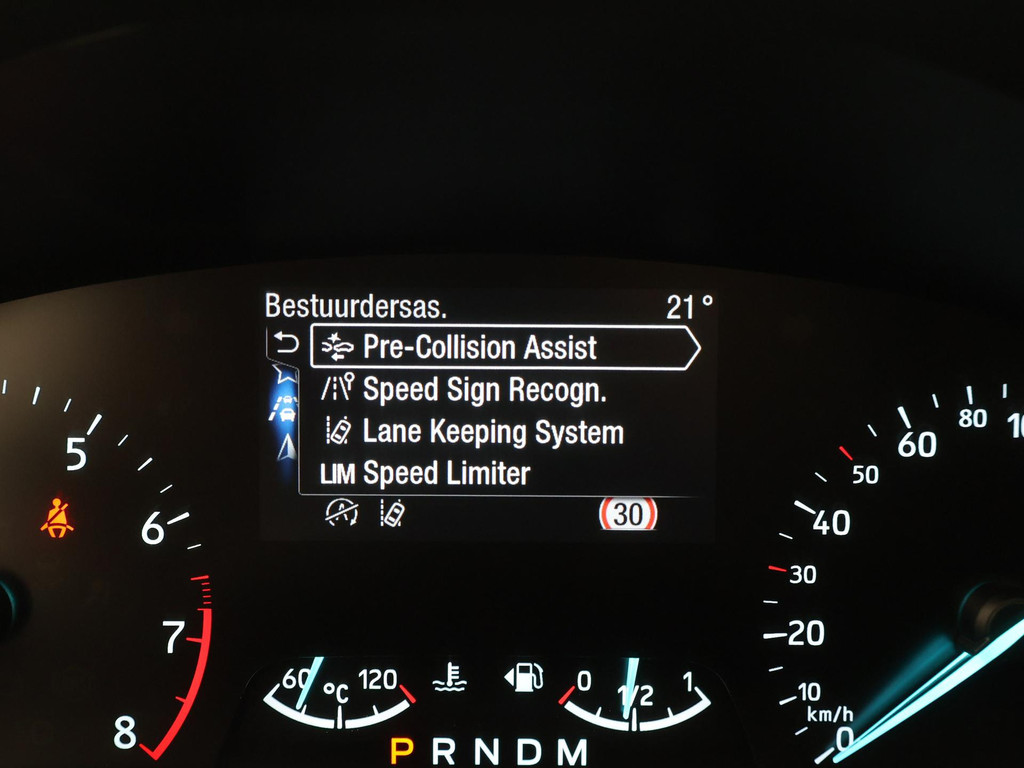 Bestuurdersas. 21°
Pre-Collision Assist
Speed Sign Recogn.
Lane Keeping System
LIM Speed Limiter
A 30
5
6
7
8
60 °C 120
0 1/2 1
P R N D M
80
60
50
40
30
20
10
km/h
0